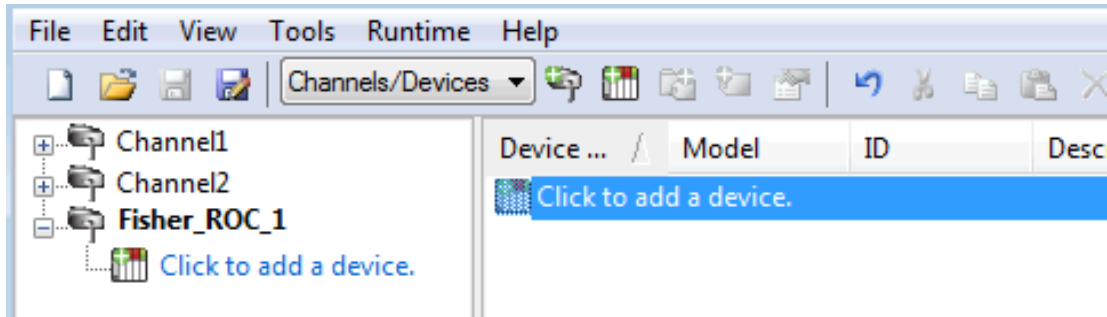 File Edit View Tools Runtime Help
Channels/Devices
Channel1
Channel2
Fisher_ROC_1
Click to add a device.
Device ... Model ID Desc
Click to add a device.